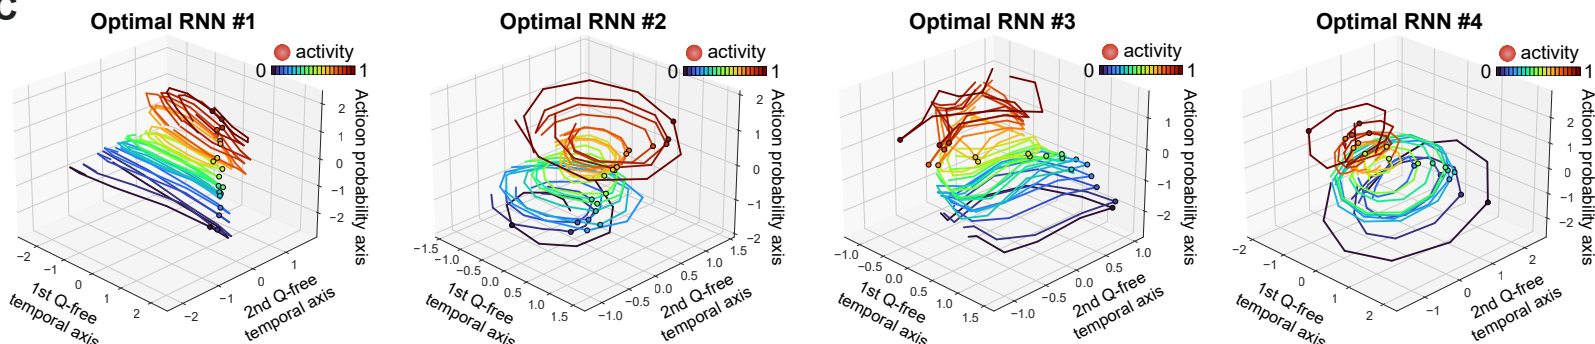 C
Optimal RNN #1
activity
0 1
2
1
0
−1
−2
Actioon probability axis
−2
−1
0
1
2
1st Q-free
temporal axis
−2
−1
0
1
2nd Q-free
temporal axis
Optimal RNN #2
activity
0 1
2
1
0
−1
−2
Actioon probability axis
−1.5
−1.0
−0.5
0.0
0.5
1.0
1.5
1st Q-free
temporal axis
−1.0
−0.5
0.0
0.5
1.0
1.5
2nd Q-free
temporal axis
Optimal RNN #3
activity
0 1
2
1
0
−1
−2
Actioon probability axis
−1.0
−0.5
0.0
0.5
1.0
1.5
1st Q-free
temporal axis
−1.0
−0.5
0.0
0.5
1.0
2nd Q-free
temporal axis
Optimal RNN #4
activity
0 1
2
1
0
−1
−2
Actioon probability axis
−2
−1
0
1
2
1st Q-free
temporal axis
−1
0
1
2
2nd Q-free
temporal axis